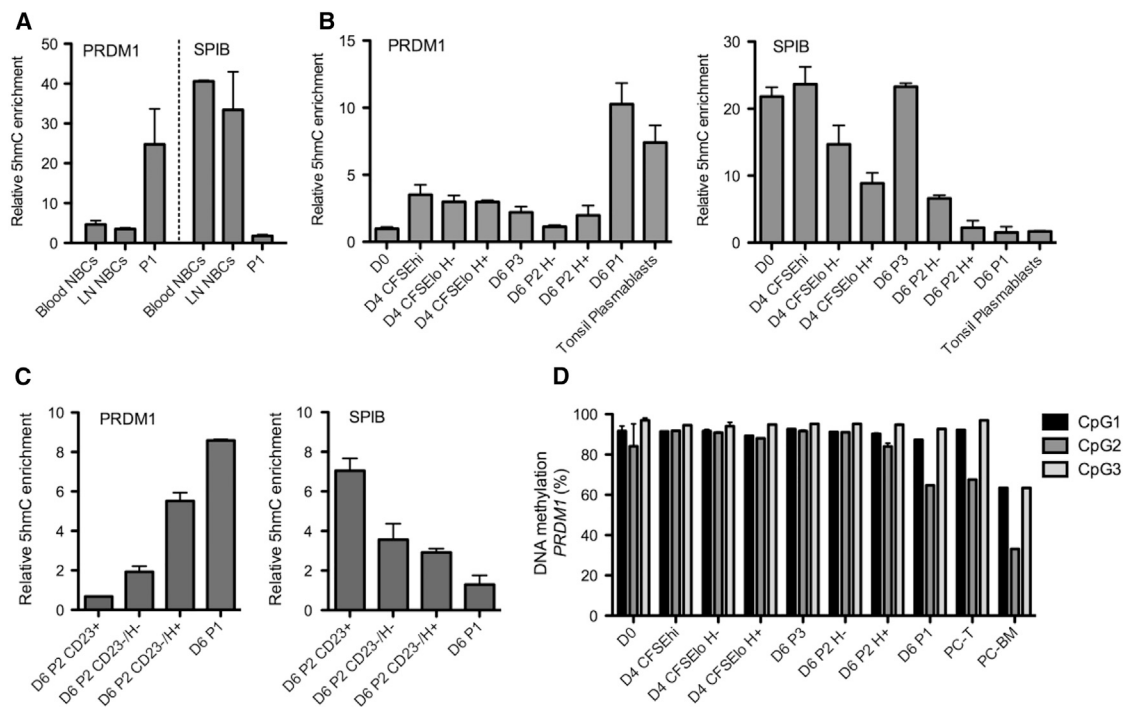 A
PRDM1
SPIB
Relative 5hmC enrichment
50
40
30
20
10
0
Blood NBCs
LN NBCs
P1
Blood NBCs
LN NBCs
P1
B
PRDM1
Relative 5hmC enrichment
15
10
5
0
D0
D4 CFSEhi
D4 CFSElo H-
D4 CFSElo H+
D6 P3
D6 P2 H-
D6 P2 H+
D6 P1
Tonsil Plasmablasts
SPIB
Relative 5hmC enrichment
30
20
10
0
D0
D4 CFSEhi
D4 CFSElo H-
D4 CFSElo H+
D6 P3
D6 P2 H-
D6 P2 H+
D6 P1
Tonsil Plasmablasts
C
PRDM1
Relative 5hmC enrichment
10
8
6
4
2
0
D6 P2 CD23+
D6 P2 CD23-/H-
D6 P2 CD23-/H+
D6 P1
SPIB
Relative 5hmC enrichment
10
8
6
4
2
0
D6 P2 CD23+
D6 P2 CD23-/H-
D6 P2 CD23-/H+
D6 P1
D
DNA methylation
PRDM1 (%)
100
80
60
40
20
0
D0
D4 CFSEhi
D4 CFSElo H-
D4 CFSElo H+
D6 P3
D6 P2 H-
D6 P2 H+
D6 P1
PC-T
PC-BM
CpG1
CpG2
CpG3